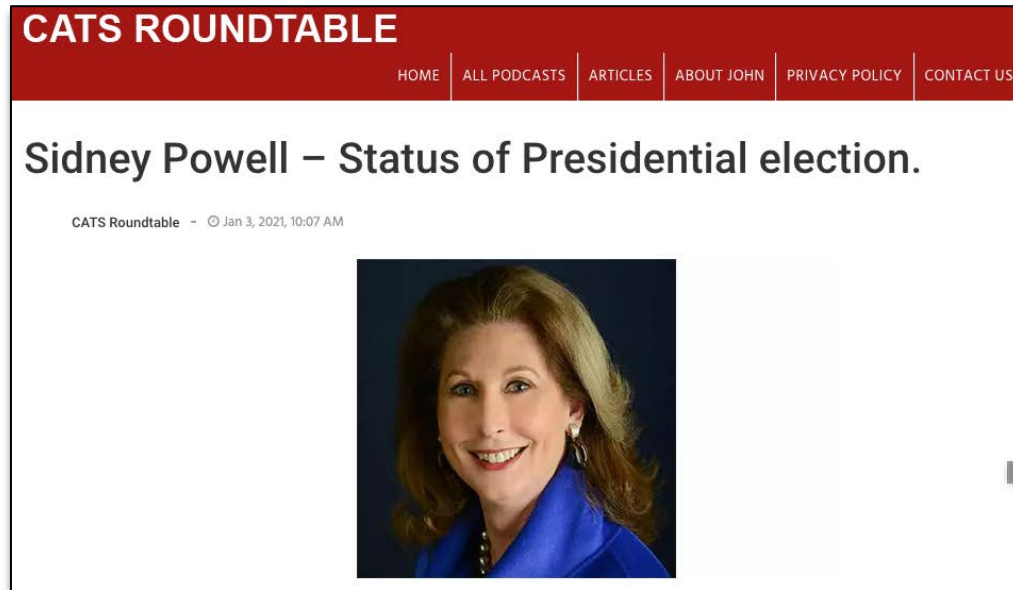 CATS ROUNDTABLE
HOME ALL PODCASTS ARTICLES ABOUT JOHN PRIVACY POLICY CONTACT US
Sidney Powell – Status of Presidential election.
CATS Roundtable - Jan 3, 2021, 10:07 AM